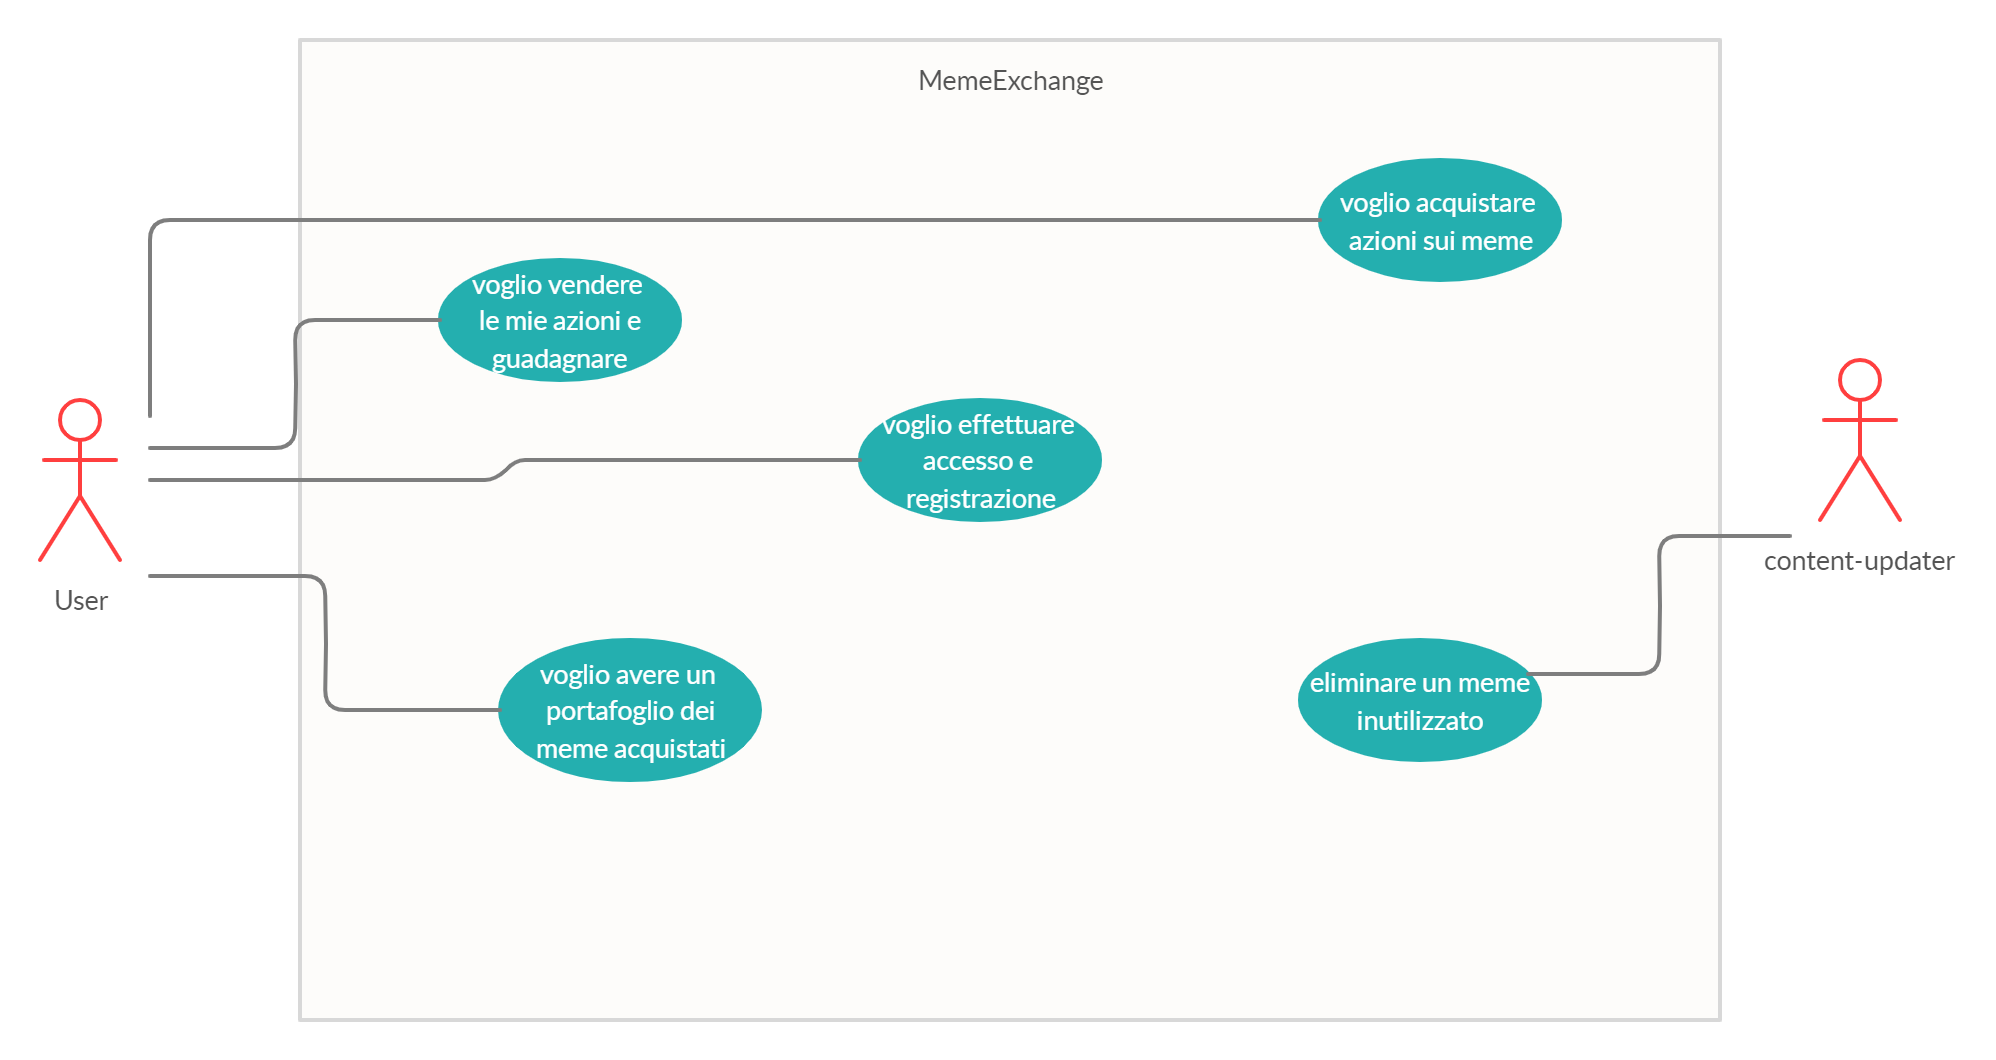 MemeExchange
voglio acquistare
azioni sui meme
voglio vendere
le mie azioni e
guadagnare
voglio effettuare
accesso e
registrazione
content-updater
User
voglio avere un
portafoglio dei
meme acquistati
eliminare un meme
inutilizzato